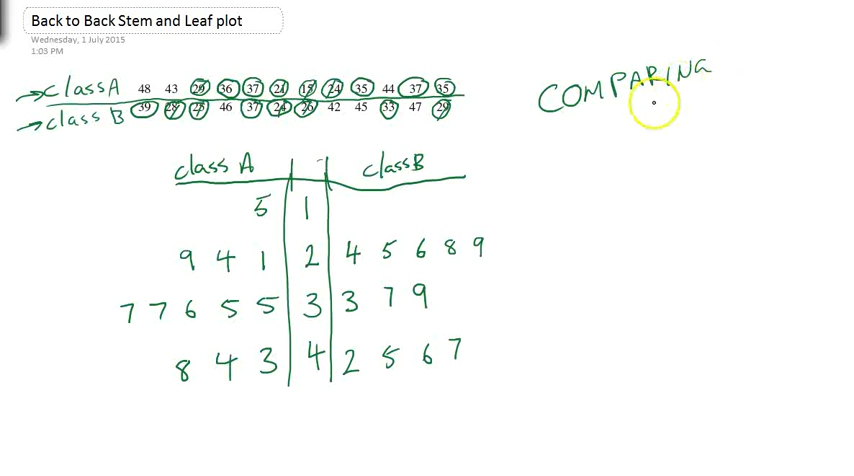 Back to Back Stem and Leaf plot
Wednesday, 1 July 2015
1:03 PM
COMPARING
class A 48 43 29 36 37 21 15 24 35 44 37 35
class B 39 28 25 46 37 24 26 42 45 33 47 29
class A class B
5 1
9 4 1 2 4 5 6 8 9
7 7 6 5 5 3 3 7 9
8 4 3 4 2 5 6 7